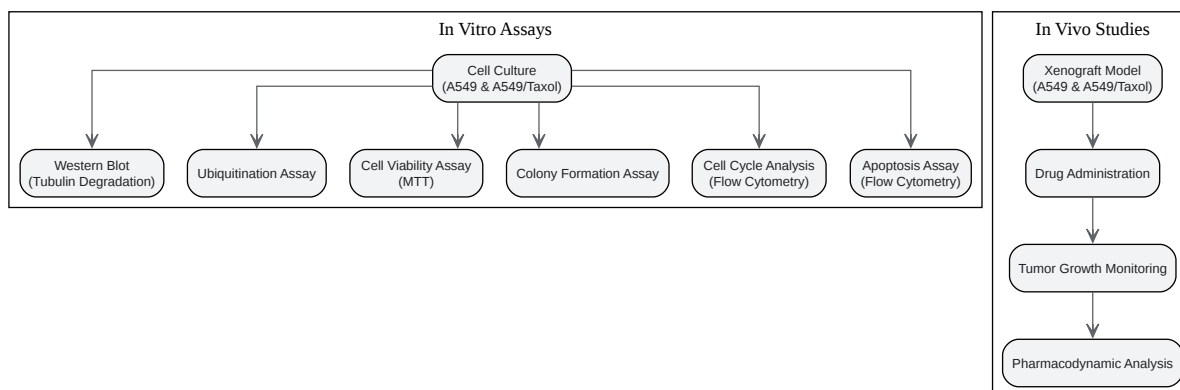 In Vitro Assays
Cell Culture
(A549 & A549/Taxol)
Western Blot
(Tubulin Degradation)
Ubiquitination Assay
Cell Viability Assay
(MTT)
Colony Formation Assay
Cell Cycle Analysis
(Flow Cytometry)
Apoptosis Assay
(Flow Cytometry)
In Vivo Studies
Xenograft Model
(A549 & A549/Taxol)
Drug Administration
Tumor Growth Monitoring
Pharmacodynamic Analysis